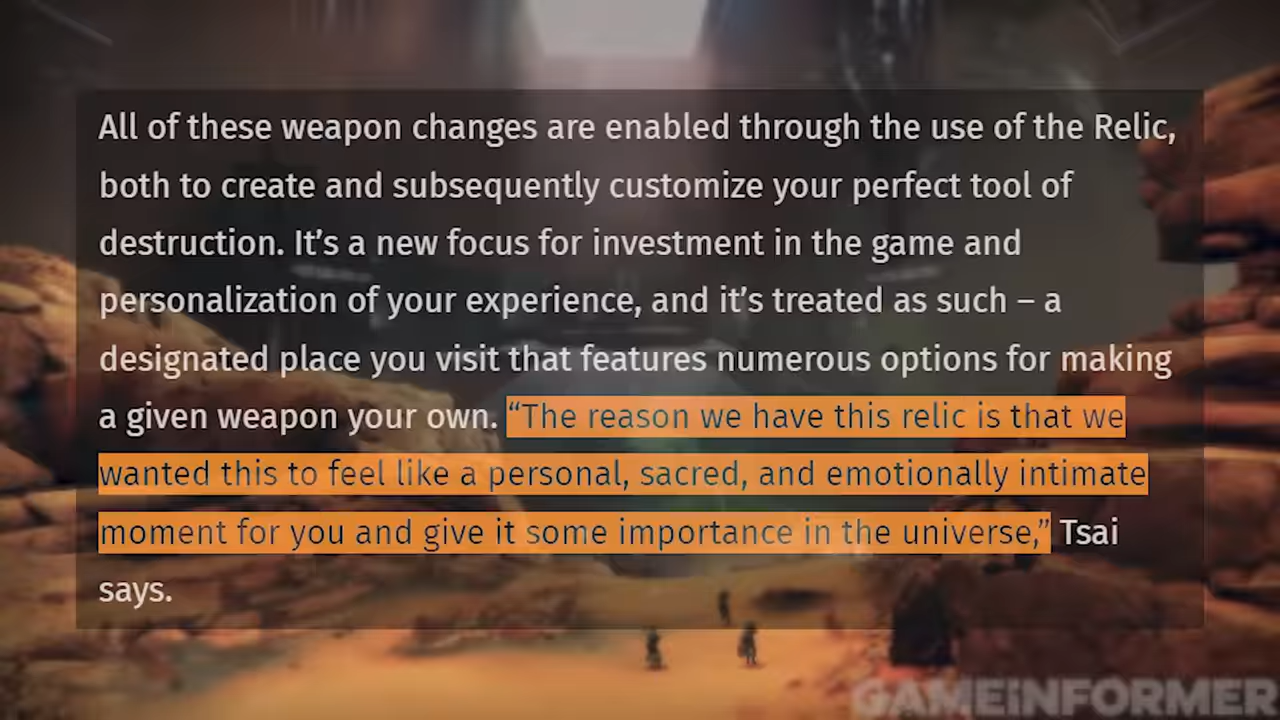 All of these weapon changes are enabled through the use of the Relic,
both to create and subsequently customize your perfect tool of
destruction. It’s a new focus for investment in the game and
personalization of your experience, and it’s treated as such – a
designated place you visit that features numerous options for making
a given weapon your own. “The reason we have this relic is that we
wanted this to feel like a personal, sacred, and emotionally intimate
moment for you and give it some importance in the universe,” Tsai
says.
GAMEiNFORMER